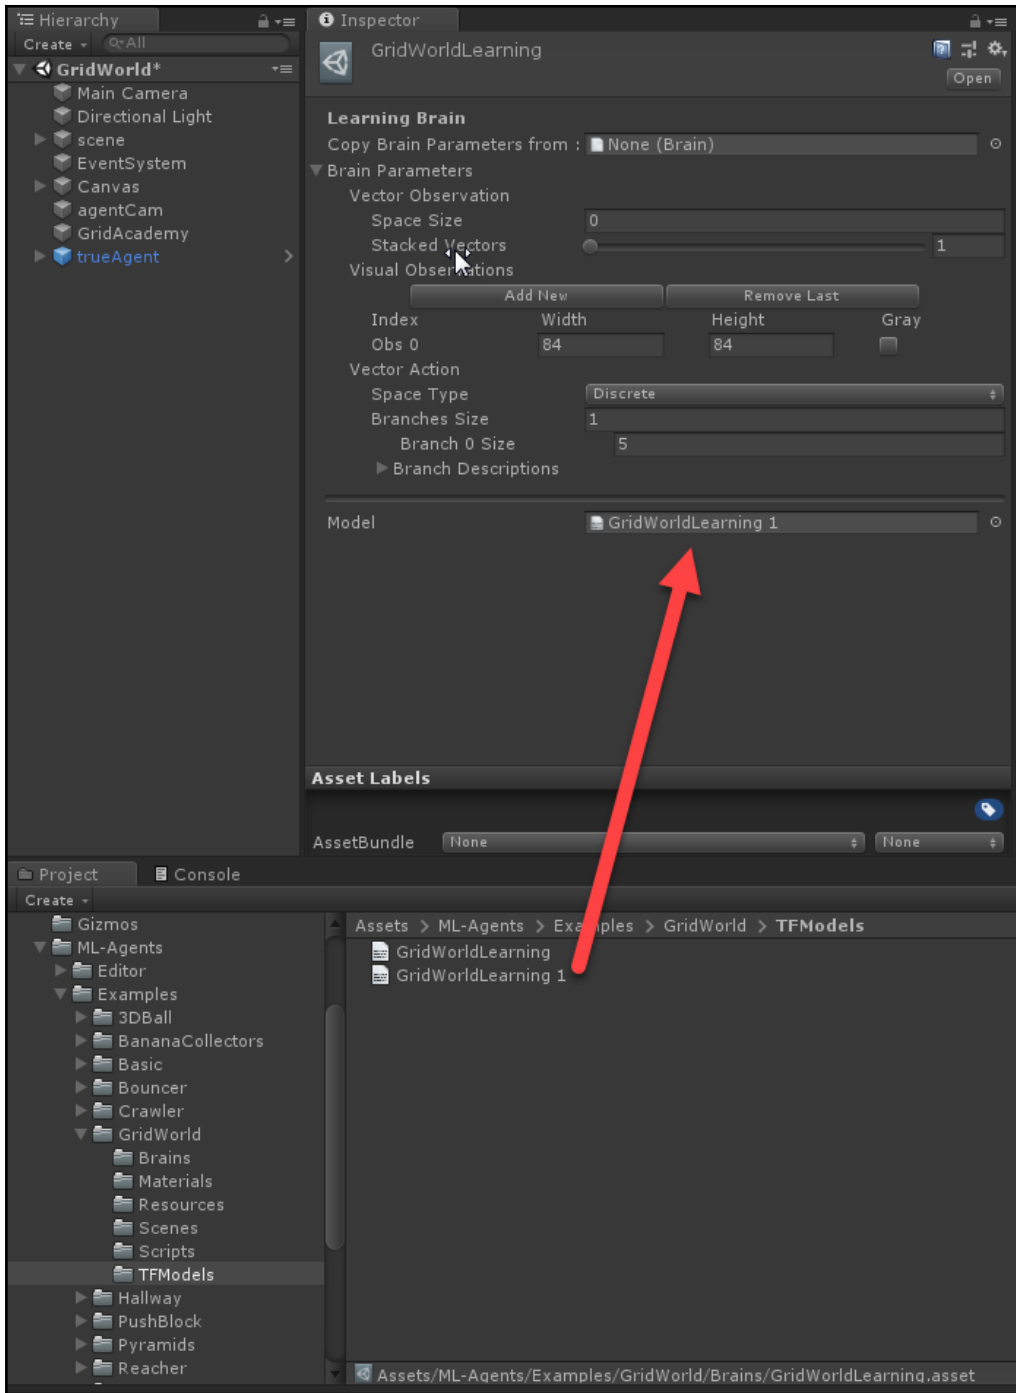 Hierarchy
Create All
GridWorld*
Main Camera
Directional Light
scene
EventSystem
Canvas
agentCam
GridAcademy
trueAgent
Inspector
GridWorldLearning
Open
Learning Brain
Copy Brain Parameters from : None (Brain)
Brain Parameters
Vector Observation
Space Size 0
Stacked Vectors 1
Visual Observations
Add New Remove Last
Index Width Height Gray
Obs 0 84 84
Vector Action
Space Type Discrete
Branches Size 1
Branch 0 Size 5
Branch Descriptions
Model GridWorldLearning 1
Asset Labels
AssetBundle None None
Project Console
Create
Gizmos
ML-Agents
Editor
Examples
3DBall
BananaCollectors
Basic
Bouncer
Crawler
GridWorld
Brains
Materials
Resources
Scenes
Scripts
TFModels
Hallway
PushBlock
Pyramids
Reacher
Assets > ML-Agents > Examples > GridWorld > TFModels
GridWorldLearning
GridWorldLearning 1
Assets/ML-Agents/Examples/GridWorld/Brains/GridWorldLearning.asset